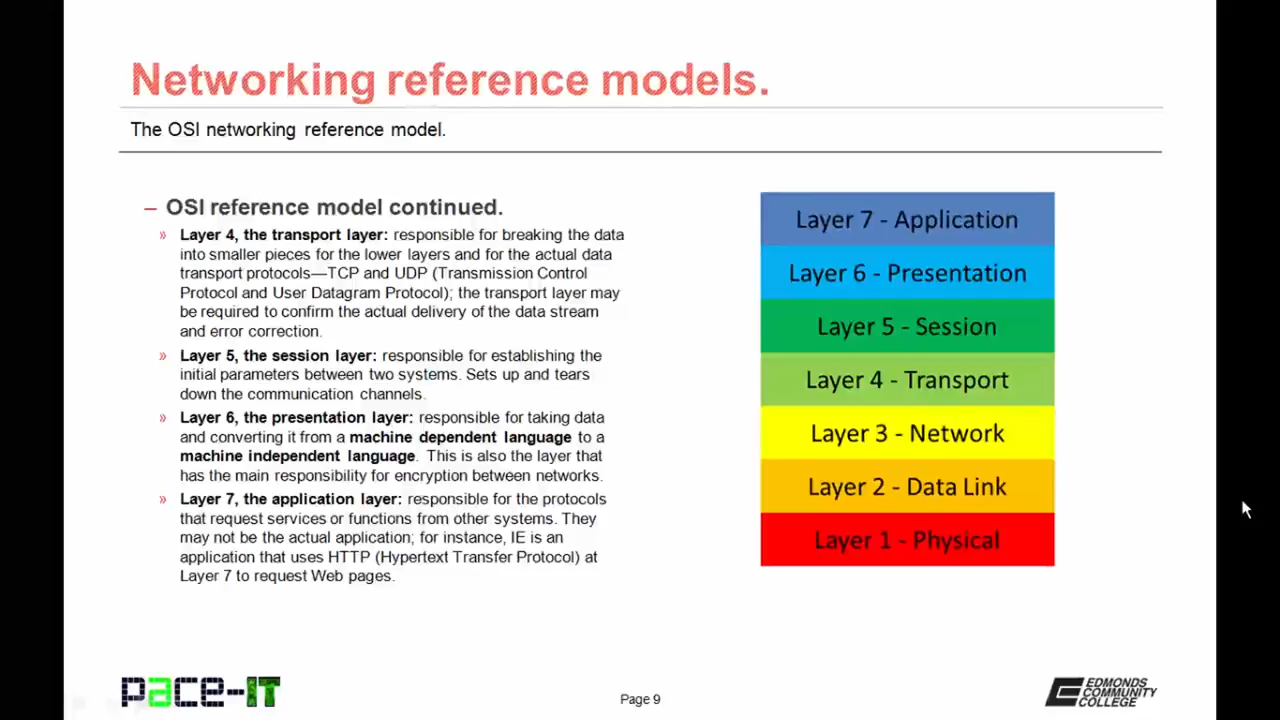 Networking reference models.
The OSI networking reference model.
– OSI reference model continued.
» Layer 4, the transport layer: responsible for breaking the data
into smaller pieces for the lower layers and for the actual data
transport protocols—TCP and UDP (Transmission Control
Protocol and User Datagram Protocol); the transport layer may
be required to confirm the actual delivery of the data stream
and error correction.
» Layer 5, the session layer: responsible for establishing the
initial parameters between two systems. Sets up and tears
down the communication channels.
» Layer 6, the presentation layer: responsible for taking data
and converting it from a machine dependent language to a
machine independent language. This is also the layer that
has the main responsibility for encryption between networks.
» Layer 7, the application layer: responsible for the protocols
that request services or functions from other systems. They
may not be the actual application; for instance, IE is an
application that uses HTTP (Hypertext Transfer Protocol) at
Layer 7 to request Web pages.
Layer 7 - Application
Layer 6 - Presentation
Layer 5 - Session
Layer 4 - Transport
Layer 3 - Network
Layer 2 - Data Link
Layer 1 - Physical
pace-IT
Page 9
EDMONDS
COMMUNITY
COLLEGE